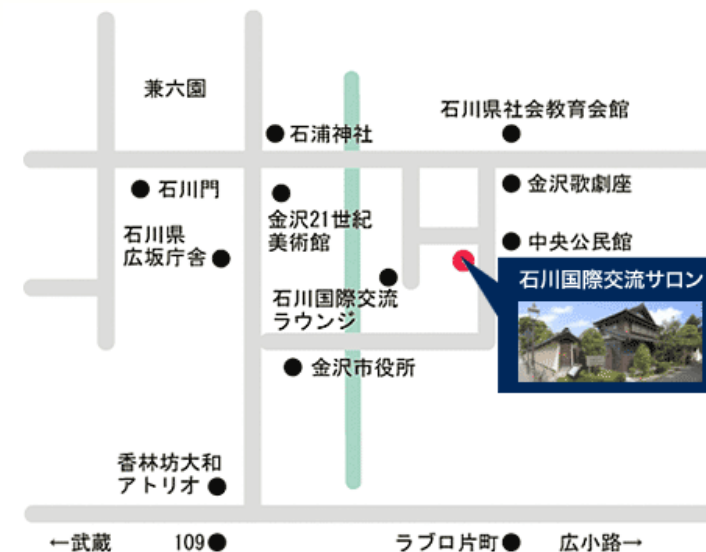 兼六園
石浦神社
石川県社会教育会館
石川門
金沢歌劇座
金沢21世紀
美術館
石川県
広坂庁舎
中央公民館
石川国際交流サロン
石川国際交流
ラウンジ
金沢市役所
香林坊大和
アトリオ
←武蔵
109
ラブロ片町
広小路→